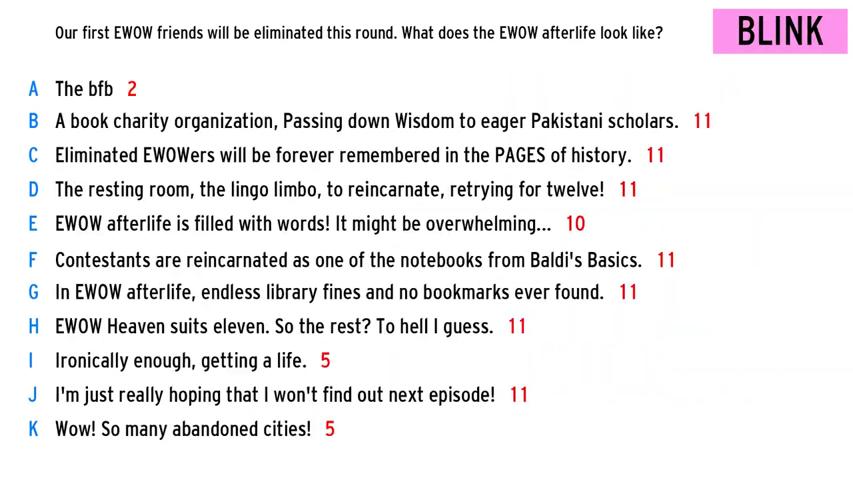 Our first EWOW friends will be eliminated this round. What does the EWOW afterlife look like?
BLINK
A The bfb 2
B A book charity organization, Passing down Wisdom to eager Pakistani scholars. 11
C Eliminated EWOWers will be forever remembered in the PAGES of history. 11
D The resting room, the lingo limbo, to reincarnate, retrying for twelve! 11
E EWOW afterlife is filled with words! It might be overwhelming... 10
F Contestants are reincarnated as one of the notebooks from Baldi's Basics. 11
G In EWOW afterlife, endless library fines and no bookmarks ever found. 11
H EWOW Heaven suits eleven. So the rest? To hell I guess. 11
I Ironically enough, getting a life. 5
J I'm just really hoping that I won't find out next episode! 11
K Wow! So many abandoned cities! 5